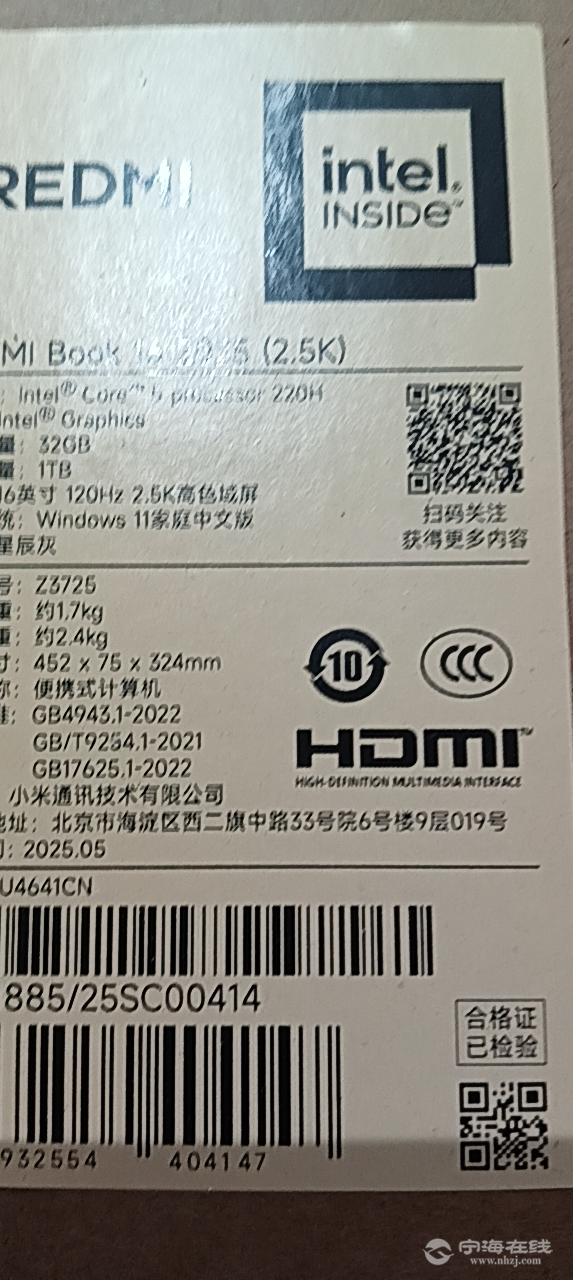 REDMI
intel.
INSIDe™
MI Book 16 2025 (2.5K)
: Intel® Core™ 5 processor 220H
Intel® Graphics
量：32GB
量：1TB
16英寸 120Hz 2.5K高色域屏
统：Windows 11家庭中文版
星辰灰
扫码关注
获得更多内容
号：Z3725
重：约1.7kg
重：约2.4kg
寸：452 x 75 x 324mm
称：便携式计算机
准：GB4943.1-2022
GB/T9254.1-2021
GB17625.1-2022
小米通讯技术有限公司
地址：北京市海淀区西二旗中路33号院6号楼9层019号
：2025.05
10
CCC
HDMI™
HIGH-DEFINITION MULTIMEDIA INTERFACE
U4641CN
885/25SC00414
合格证
已检验
932554 404147
宁海在线
www.nhzj.com